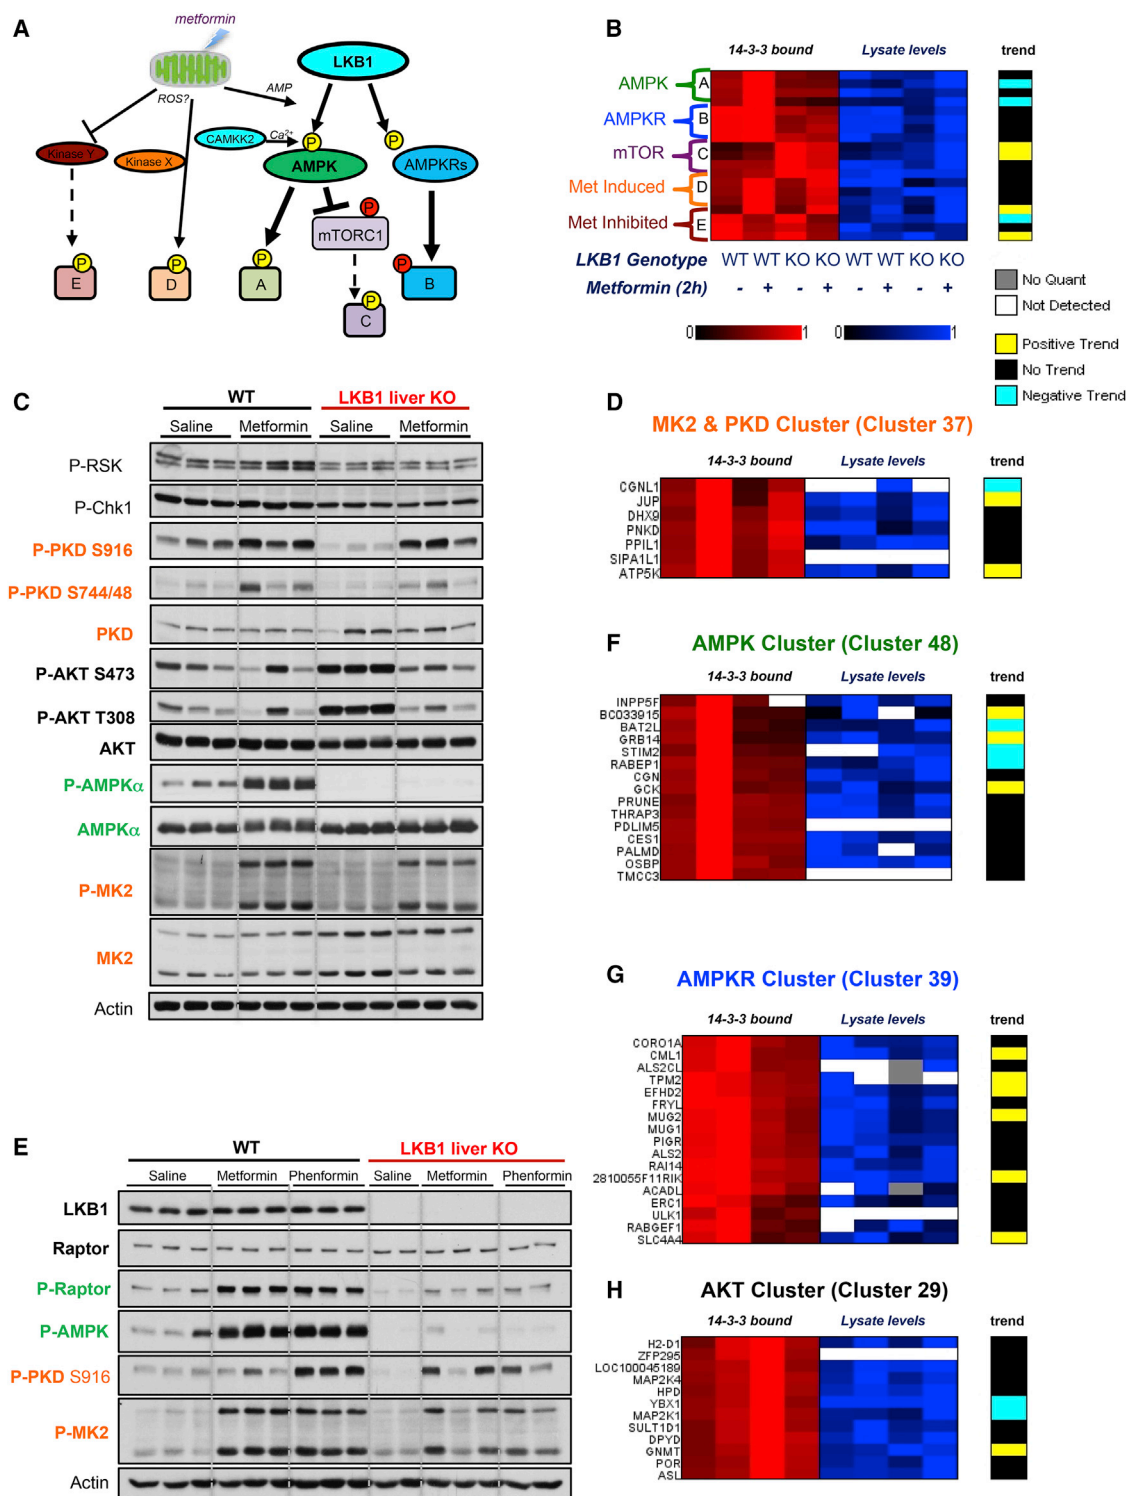 A
metformin
LKB1
ROS?
AMP
CAMKK2
Ca2+
P
P
Kinase Y
Kinase X
AMPK
AMPKRs
P
mTORC1
P
P
P
P
E
D
A
B
P
C
B
14-3-3 bound
Lysate levels
trend
AMPK
A
AMPKR
B
mTOR
C
Met Induced
D
Met Inhibited
E
LKB1 Genotype WT WT KO KO WT WT KO KO
Metformin (2h) - + - + - + - +
0 1 0 1
No Quant
Not Detected
Positive Trend
No Trend
Negative Trend
C
WT
LKB1 liver KO
Saline Metformin Saline Metformin
P-RSK
P-Chk1
P-PKD S916
P-PKD S744/48
PKD
P-AKT S473
P-AKT T308
AKT
P-AMPKα
AMPKα
P-MK2
MK2
Actin
D
MK2 & PKD Cluster (Cluster 37)
14-3-3 bound
Lysate levels
trend
CGNL1
JUP
DHX9
PNKD
PPIL1
SIPA1L1
ATP5K
F
AMPK Cluster (Cluster 48)
14-3-3 bound
Lysate levels
trend
INPP5F
BC033915
BAT2L
GRB14
STIM2
RABEP1
CGN
GCK
PRUNE
THRAP3
PDLIM5
CES1
PALMD
OSBP
TMCC3
G
AMPKR Cluster (Cluster 39)
14-3-3 bound
Lysate levels
trend
CORO1A
CML1
ALS2CL
TPM2
EFHD2
FRYL
MUG2
MUG1
PIGR
ALS2
RAI14
2810055F11RIK
ACADL
ERC1
ULK1
RABGEF1
SLC4A4
E
WT
LKB1 liver KO
Saline Metformin Phenformin Saline Metformin Phenformin
LKB1
Raptor
P-Raptor
P-AMPK
P-PKD S916
P-MK2
Actin
H
AKT Cluster (Cluster 29)
14-3-3 bound
Lysate levels
trend
H2-D1
ZFP295
LOC100045189
MAP2K4
HPD
YBX1
MAP2K1
SULT1D1
DPYD
GNMT
POR
ASL